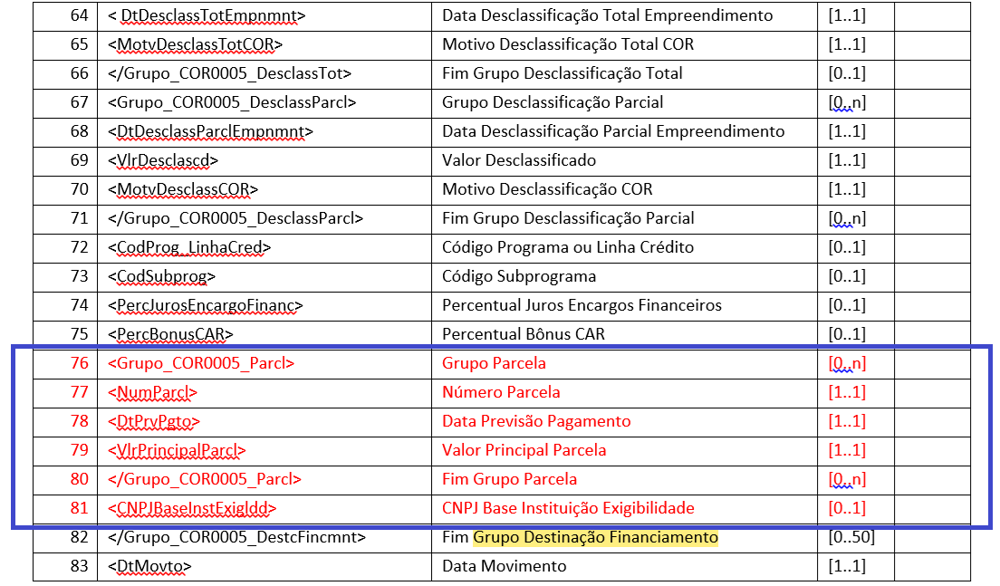 64 < DtDesclassTotEmpnmnt> Data Desclassificação Total Empreendimento [1..1]
65 <MotvDesclassTotCOR> Motivo Desclassificação Total COR [1..1]
66 </Grupo_COR0005_DesclassTot> Fim Grupo Desclassificação Total [0..1]
67 <Grupo_COR0005_DesclassParcl> Grupo Desclassificação Parcial [0..n]
68 <DtDesclassParclEmpnmnt> Data Desclassificação Parcial Empreendimento [1..1]
69 <VlrDesclascd> Valor Desclassificado [1..1]
70 <MotvDesclassCOR> Motivo Desclassificação COR [1..1]
71 </Grupo_COR0005_DesclassParcl> Fim Grupo Desclassificação Parcial [0..n]
72 <CodProg_LinhaCred> Código Programa ou Linha Crédito [0..1]
73 <CodSubprog> Código Subprograma [0..1]
74 <PercJurosEncargoFinanc> Percentual Juros Encargos Financeiros [0..1]
75 <PercBonusCAR> Percentual Bônus CAR [0..1]
76 <Grupo_COR0005_Parcl> Grupo Parcela [0..n]
77 <NumParcl> Número Parcela [1..1]
78 <DtPrvPgto> Data Previsão Pagamento [1..1]
79 <VlrPrincipalParcl> Valor Principal Parcela [1..1]
80 </Grupo_COR0005_Parcl> Fim Grupo Parcela [0..n]
81 <CNPJBaseInstExigIdd> CNPJ Base Instituição Exigibilidade [0..1]
82 </Grupo_COR0005_DestcFincmnt> Fim Grupo Destinação Financiamento [0..50]
83 <DtMovto> Data Movimento [1..1]